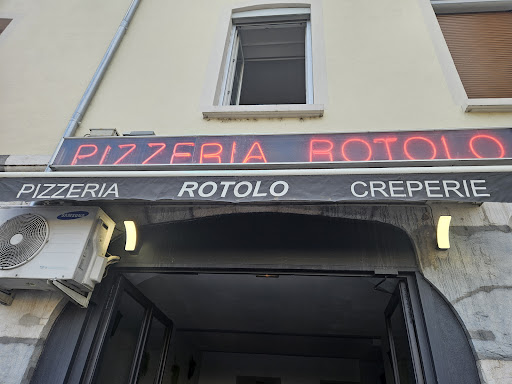 PIZZERIA ROTOLO
PIZZERIA ROTOLO CREPERIE
SAMSUNG